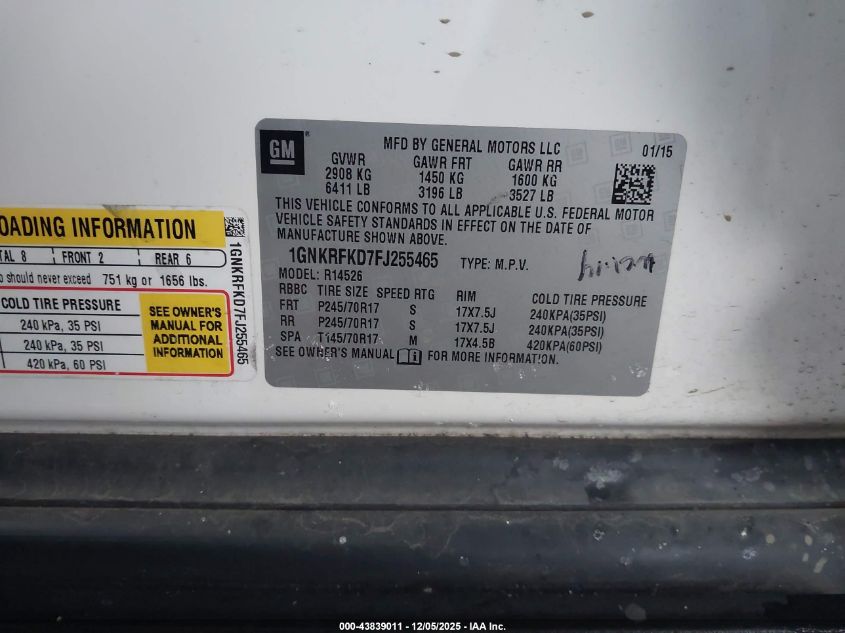 OADING INFORMATION
TAL 8 FRONT 2 REAR 6
o should never exceed 751 kg or 1656 lbs.
COLD TIRE PRESSURE
240 kPa, 35 PSI
240 kPa, 35 PSI
420 kPa, 60 PSI
SEE OWNER'S
MANUAL FOR
ADDITIONAL
INFORMATION
1GNKRFKD7FJ255465
GM
MFD BY GENERAL MOTORS LLC 01/15
GVWR GAWR FRT GAWR RR
2908 KG 1450 KG 1600 KG
6411 LB 3196 LB 3527 LB
THIS VEHICLE CONFORMS TO ALL APPLICABLE U.S. FEDERAL MOTOR
VEHICLE SAFETY STANDARDS IN EFFECT ON THE DATE OF
MANUFACTURE SHOWN ABOVE.
1GNKRFKD7FJ255465 TYPE: M.P.V.
MODEL: R14526
RBBC TIRE SIZE SPEED RTG RIM COLD TIRE PRESSURE
FRT P245/70R17 S 17X7.5J 240KPA(35PSI)
RR P245/70R17 S 17X7.5J 240KPA(35PSI)
SPA T145/70R17 M 17X4.5B 420KPA(60PSI)
SEE OWNER'S MANUAL FOR MORE INFORMATION.
000-43839011 - 12/05/2025 - IAA Inc.